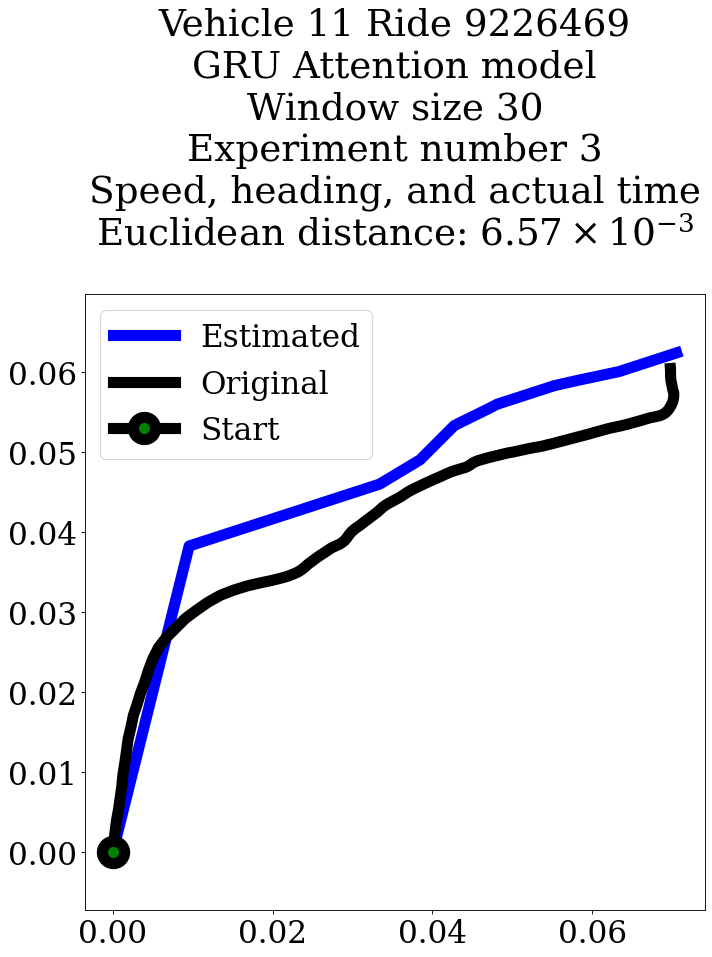 Vehicle 11 Ride 9226469
GRU Attention model
Window size 30
Experiment number 3
Speed, heading, and actual time
Euclidean distance: 6.57 × 10⁻³
Estimated
Original
Start
0.06
0.05
0.04
0.03
0.02
0.01
0.00
0.00 0.02 0.04 0.06